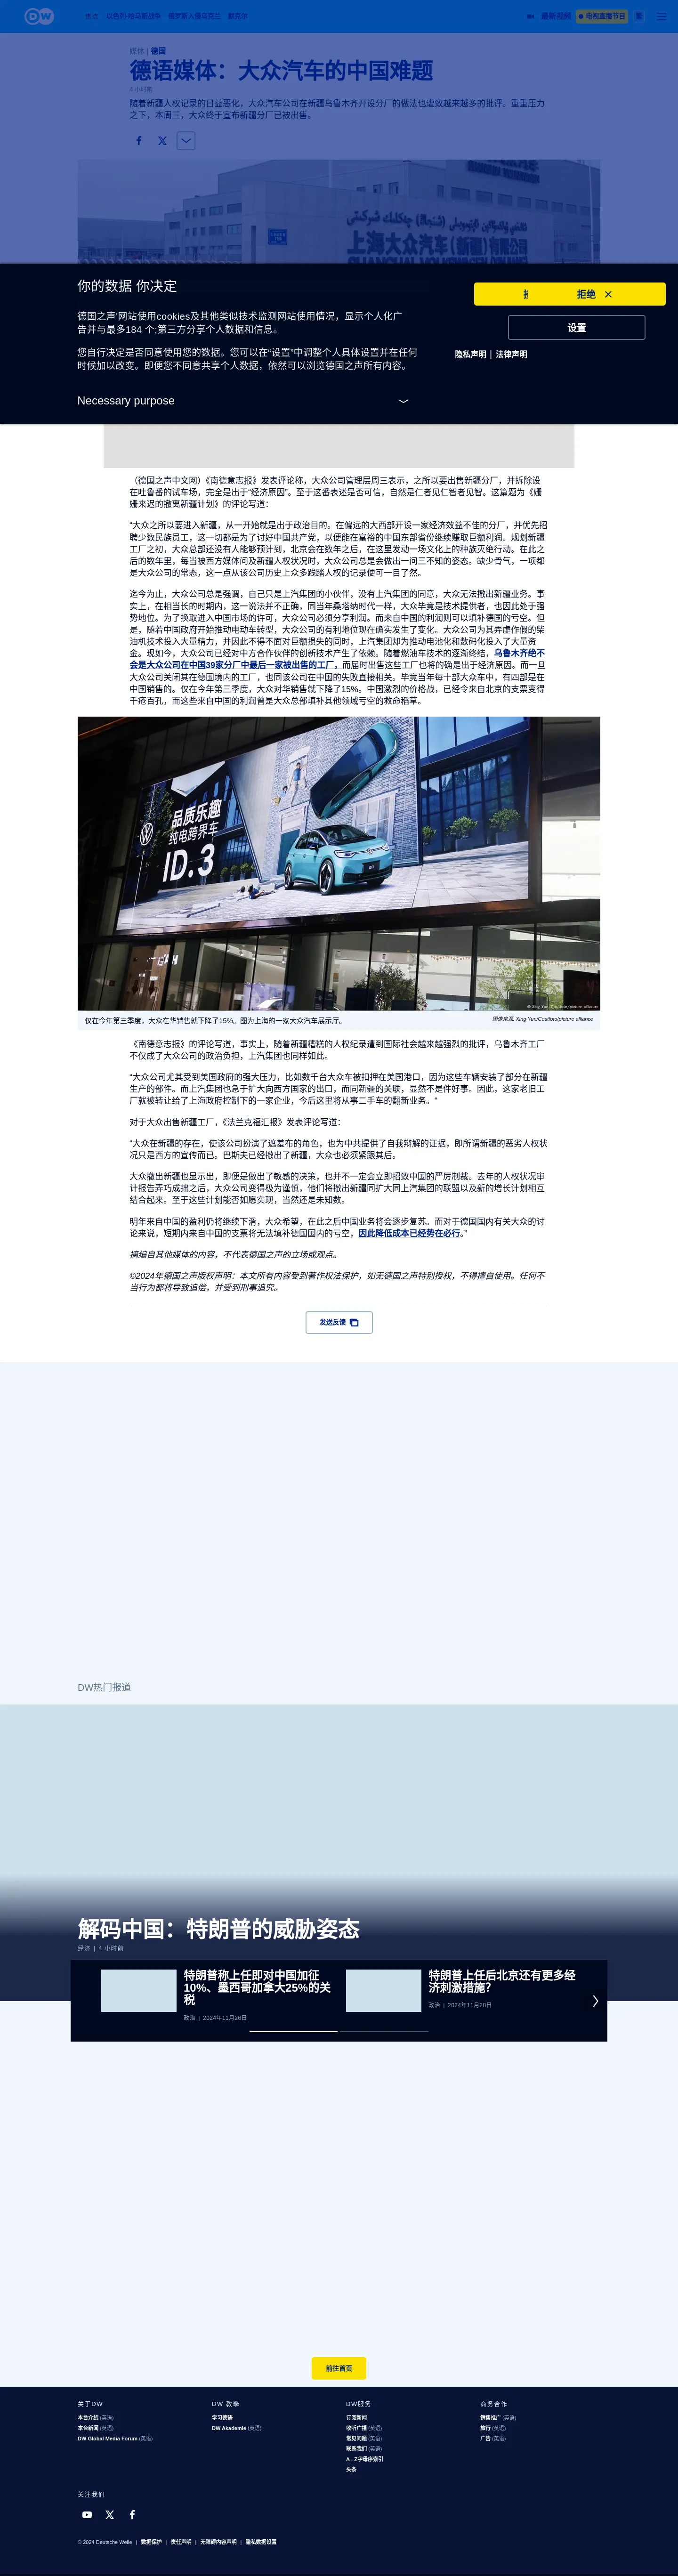 DW
以色列-哈马斯战争
俄罗斯入侵乌克兰
默克尔
最新视频
电视直播节目
繁
媒体 | 德国
德语媒体：大众汽车的中国难题
4 小时前
随着新疆人权记录的日益恶化，大众汽车公司在新疆乌鲁木齐开设分厂的做法也遭致越来越多的批评。重重压力
之下，本周三，大众终于宣布新疆分厂已被出售。
上海大众汽车（新疆）有限公司
你的数据 你决定
德国之声'网站使用cookies及其他类似技术监测网站使用情况，显示个人化广
告并与最多184 个;第三方分享个人数据和信息。
您自行决定是否同意使用您的数据。您可以在“设置”中调整个人具体设置并在任何
时候加以改变。即便您不同意共享个人数据，依然可以浏览德国之声所有内容。
Necessary purpose
拒绝
设置
隐私声明 | 法律声明
（德国之声中文网）《南德意志报》发表评论称，大众公司管理层周三表示，之所以要出售新疆分厂，并拆除设
在吐鲁番的试车场，完全是出于“经济原因”。至于这番表述是否可信，自然是仁者见仁智者见智。这篇题为《姗
姗来迟的撤离新疆计划》的评论写道：
“大众之所以要进入新疆，从一开始就是出于政治目的。在偏远的大西部开设一家经济效益不佳的分厂，并优先招
聘少数民族员工，这一切都是为了讨好中国共产党，以便能在富裕的中国东部省份继续赚取巨额利润。规划新疆
工厂之初，大众总部还没有人能够预计到，北京会在数年之后，在这里发动一场文化上的种族灭绝行动。在此之
后的数年里，每当被西方媒体问及新疆人权状况时，大众公司总是会做出一问三不知的姿态。缺少骨气，一项都
是大众公司的常态，这一点从该公司历史上众多践踏人权的记录便可一目了然。
迄今为止，大众公司总是强调，自己只是上汽集团的小伙伴，没有上汽集团的同意，大众无法撤出新疆业务。事
实上，在相当长的时期内，这一说法并不正确，同当年桑塔纳时代一样，大众毕竟是技术提供者，也因此处于强
势地位。为了换取进入中国市场的许可，大众公司必须分享利润。而来自中国的利润则可以填补德国的亏空。但
是，随着中国政府开始推动电动车转型，大众公司的有利地位现在确实发生了变化。大众公司为其弄虚作假的柴
油机技术投入大量精力，并因此不得不面对巨额损失的同时，上汽集团却为推动电池化和数码化投入了大量资
金。现如今，大众公司已经对中方合作伙伴的创新技术产生了依赖。随着燃油车技术的逐渐终结，乌鲁木齐绝不
会是大众公司在中国39家分厂中最后一家被出售的工厂，而届时出售这些工厂也将的确是出于经济原因。而一旦
大众公司关闭其在德国境内的工厂，也同该公司在中国的失败直接相关。毕竟当年每十部大众车中，有四部是在
中国销售的。仅在今年第三季度，大众对华销售就下降了15%。中国激烈的价格战，已经令来自北京的支票变得
千疮百孔，而这些来自中国的利润曾是大众总部填补其他领域亏空的救命稻草。
品质乐趣
纯电跨界车
ID.3
© Xing Yun /Costfoto/picture alliance
仅在今年第三季度，大众在华销售就下降了15%。图为上海的一家大众汽车展示厅。
图像来源: Xing Yun/Costfoto/picture alliance
《南德意志报》的评论写道，事实上，随着新疆糟糕的人权纪录遭到国际社会越来越强烈的批评，乌鲁木齐工厂
不仅成了大众公司的政治负担，上汽集团也同样如此。
“大众公司尤其受到美国政府的强大压力，比如数千台大众车被扣押在美国港口，因为这些车辆安装了部分在新疆
生产的部件。而上汽集团也急于扩大向西方国家的出口，而同新疆的关联，显然不是件好事。因此，这家老旧工
厂就被转让给了上海政府控制下的一家企业，今后这里将从事二手车的翻新业务。”
对于大众出售新疆工厂，《法兰克福汇报》发表评论写道：
“大众在新疆的存在，使该公司扮演了遮羞布的角色，也为中共提供了自我辩解的证据，即所谓新疆的恶劣人权状
况只是西方的宣传而已。巴斯夫已经撤出了新疆，大众也必须紧跟其后。
大众撤出新疆也显示出，即便是做出了敏感的决策，也并不一定会立即招致中国的严厉制裁。去年的人权状况审
计报告弄巧成拙之后，大众公司变得极为谨慎，他们将撤出新疆同扩大同上汽集团的联盟以及新的增长计划相互
结合起来。至于这些计划能否如愿实现，当然还是未知数。
明年来自中国的盈利仍将继续下滑，大众希望，在此之后中国业务将会逐步复苏。而对于德国国内有关大众的讨
论来说，短期内来自中国的支票将无法填补德国国内的亏空，因此降低成本已经势在必行。”
摘编自其他媒体的内容，不代表德国之声的立场或观点。
©2024年德国之声版权声明：本文所有内容受到著作权法保护，如无德国之声特别授权，不得擅自使用。任何不
当行为都将导致追偿，并受到刑事追究。
发送反馈
DW热门报道
解码中国：特朗普的威胁姿态
经济 | 4 小时前
特朗普称上任即对中国加征
10%、墨西哥加拿大25%的关
税
政治 | 2024年11月26日
特朗普上任后北京还有更多经
济刺激措施？
政治 | 2024年11月28日
前往首页
关于DW
本台介绍 (英语)
本台新闻 (英语)
DW Global Media Forum (英语)
DW 教学
学习德语
DW Akademie (英语)
DW服务
订阅新闻
收听广播 (英语)
常见问题 (英语)
联系我们 (英语)
A - Z字母序索引
头条
商务合作
销售推广 (英语)
旅行 (英语)
广告 (英语)
关注我们
© 2024 Deutsche Welle | 数据保护 | 责任声明 | 无障碍内容声明 | 隐私数据设置